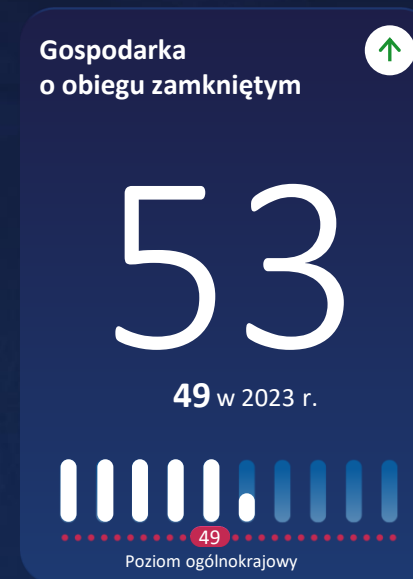 Gospodarka
o obiegu zamkniętym
53
49 w 2023 r.
49
Poziom ogólnokrajowy